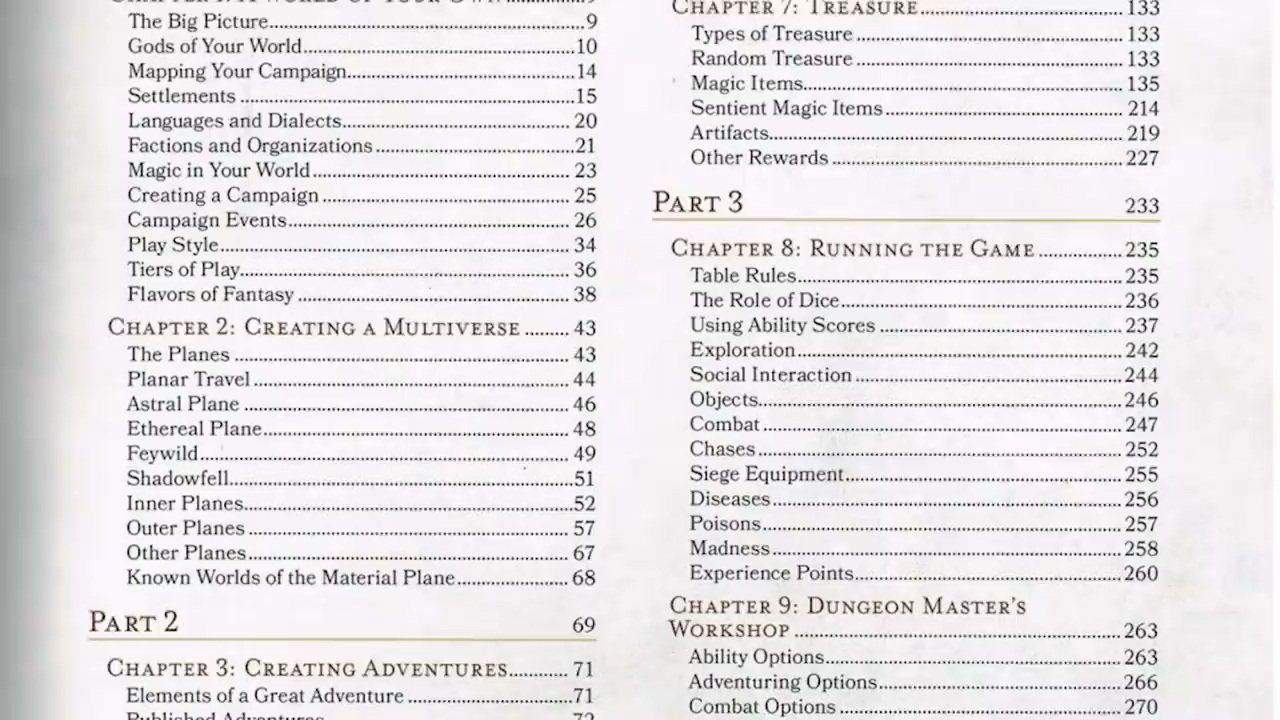 The Big Picture 9
Gods of Your World 10
Mapping Your Campaign 14
Settlements 15
Languages and Dialects 20
Factions and Organizations 21
Magic in Your World 23
Creating a Campaign 25
Campaign Events 26
Play Style 34
Tiers of Play 36
Flavors of Fantasy 38
CHAPTER 2: CREATING A MULTIVERSE 43
The Planes 43
Planar Travel 44
Astral Plane 46
Ethereal Plane 48
Feywild 49
Shadowfell 51
Inner Planes 52
Outer Planes 57
Other Planes 67
Known Worlds of the Material Plane 68
PART 2 69
CHAPTER 3: CREATING ADVENTURES 71
Elements of a Great Adventure 71
Published Adventures 72
CHAPTER 7: TREASURE 133
Types of Treasure 133
Random Treasure 133
Magic Items 135
Sentient Magic Items 214
Artifacts 219
Other Rewards 227
PART 3 233
CHAPTER 8: RUNNING THE GAME 235
Table Rules 235
The Role of Dice 236
Using Ability Scores 237
Exploration 242
Social Interaction 244
Objects 246
Combat 247
Chases 252
Siege Equipment 255
Diseases 256
Poisons 257
Madness 258
Experience Points 260
CHAPTER 9: DUNGEON MASTER'S
WORKSHOP 263
Ability Options 263
Adventuring Options 266
Combat Options 270